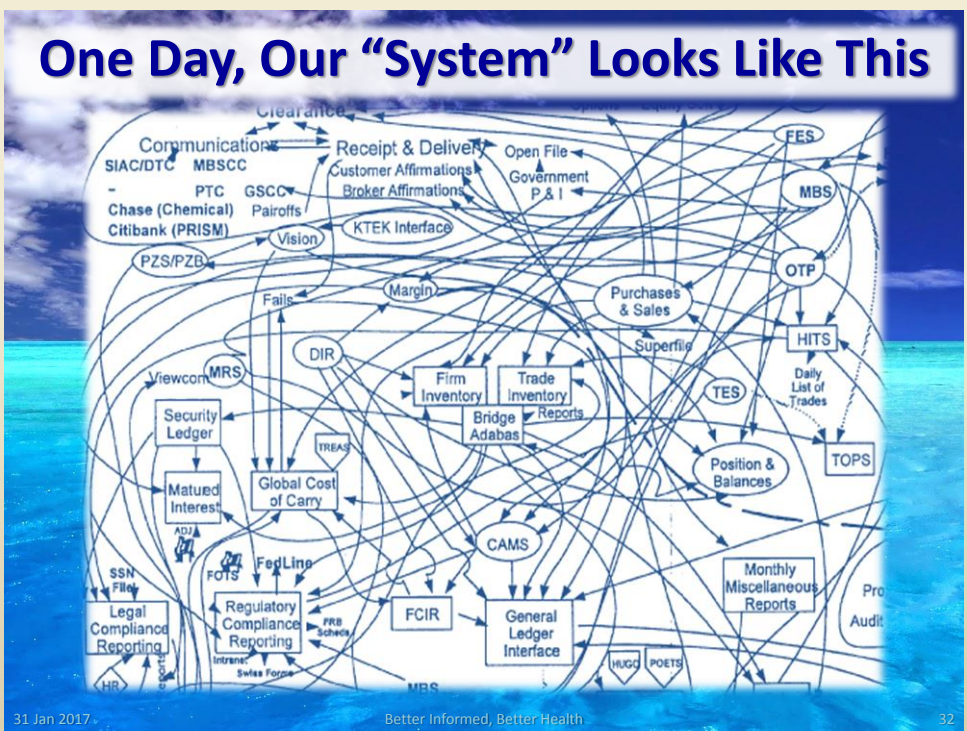 One Day, Our “System” Looks Like This
Clearance
Communications
Receipt & Delivery
Open File
FES
SIAC/DTC MBSCC
Customer Affirmations
Government
P & I
MBS
–
PTC GSCC
Broker Affirmations
Chase (Chemical) Pairoffs
Citibank (PRISM)
Vision
KTEK Interface
PZS/PZB
OTP
Fails
Margin
Purchases
& Sales
HITS
Superfile
DIR
Viewcom
MRS
Firm
Inventory
Trade
Inventory
Daily
List of
Trades
TES
Security
Ledger
Bridge
Adabas
Reports
TREAS
Position &
Balances
TOPS
Matued
Interest
Global Cost
of Carry
ADJ
CAMS
FOTS
FedLine
SSN
File
Monthly
Miscellaneous
Reports
Legal
Compliance
Reporting
Regulatory
Compliance
Reporting
FRB
Scheds
FCIR
General
Ledger
Interface
Pro
Audit
Intranet
Swiss Forms
HUGO
POETS
HR
MBS
31 Jan 2017
Better Informed, Better Health
32